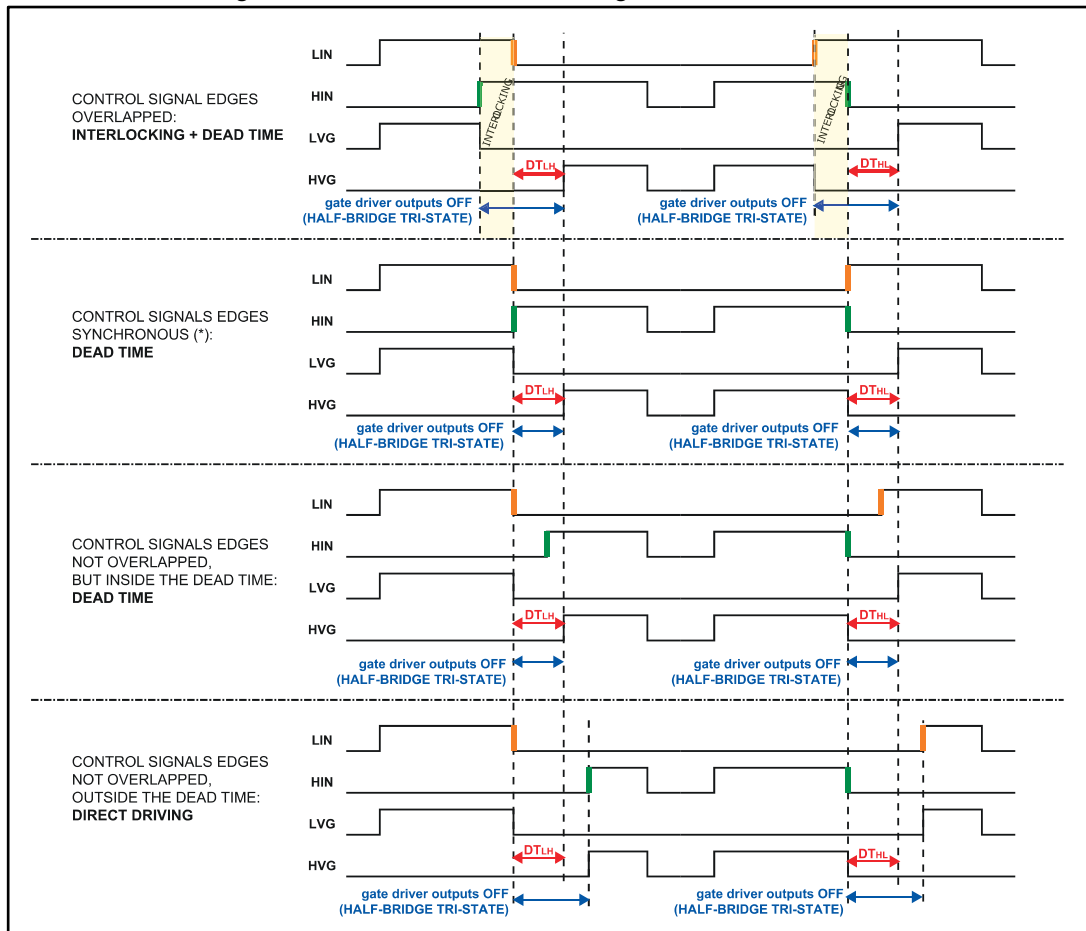 LIN
HIN
LVG
HVG
CONTROL SIGNAL EDGES
OVERLAPPED:
INTERLOCKING + DEAD TIME
INTERLOCKING
INTERLOCKING
DTLH
DTHL
gate driver outputs OFF
(HALF-BRIDGE TRI-STATE)
gate driver outputs OFF
(HALF-BRIDGE TRI-STATE)
LIN
HIN
LVG
HVG
CONTROL SIGNALS EDGES
SYNCHRONOUS (*):
DEAD TIME
DTLH
DTHL
gate driver outputs OFF
(HALF-BRIDGE TRI-STATE)
gate driver outputs OFF
(HALF-BRIDGE TRI-STATE)
LIN
HIN
LVG
HVG
CONTROL SIGNALS EDGES
NOT OVERLAPPED,
BUT INSIDE THE DEAD TIME:
DEAD TIME
DTLH
DTHL
gate driver outputs OFF
(HALF-BRIDGE TRI-STATE)
gate driver outputs OFF
(HALF-BRIDGE TRI-STATE)
LIN
HIN
LVG
HVG
CONTROL SIGNALS EDGES
NOT OVERLAPPED,
OUTSIDE THE DEAD TIME:
DIRECT DRIVING
DTLH
DTHL
gate driver outputs OFF
(HALF-BRIDGE TRI-STATE)
gate driver outputs OFF
(HALF-BRIDGE TRI-STATE)